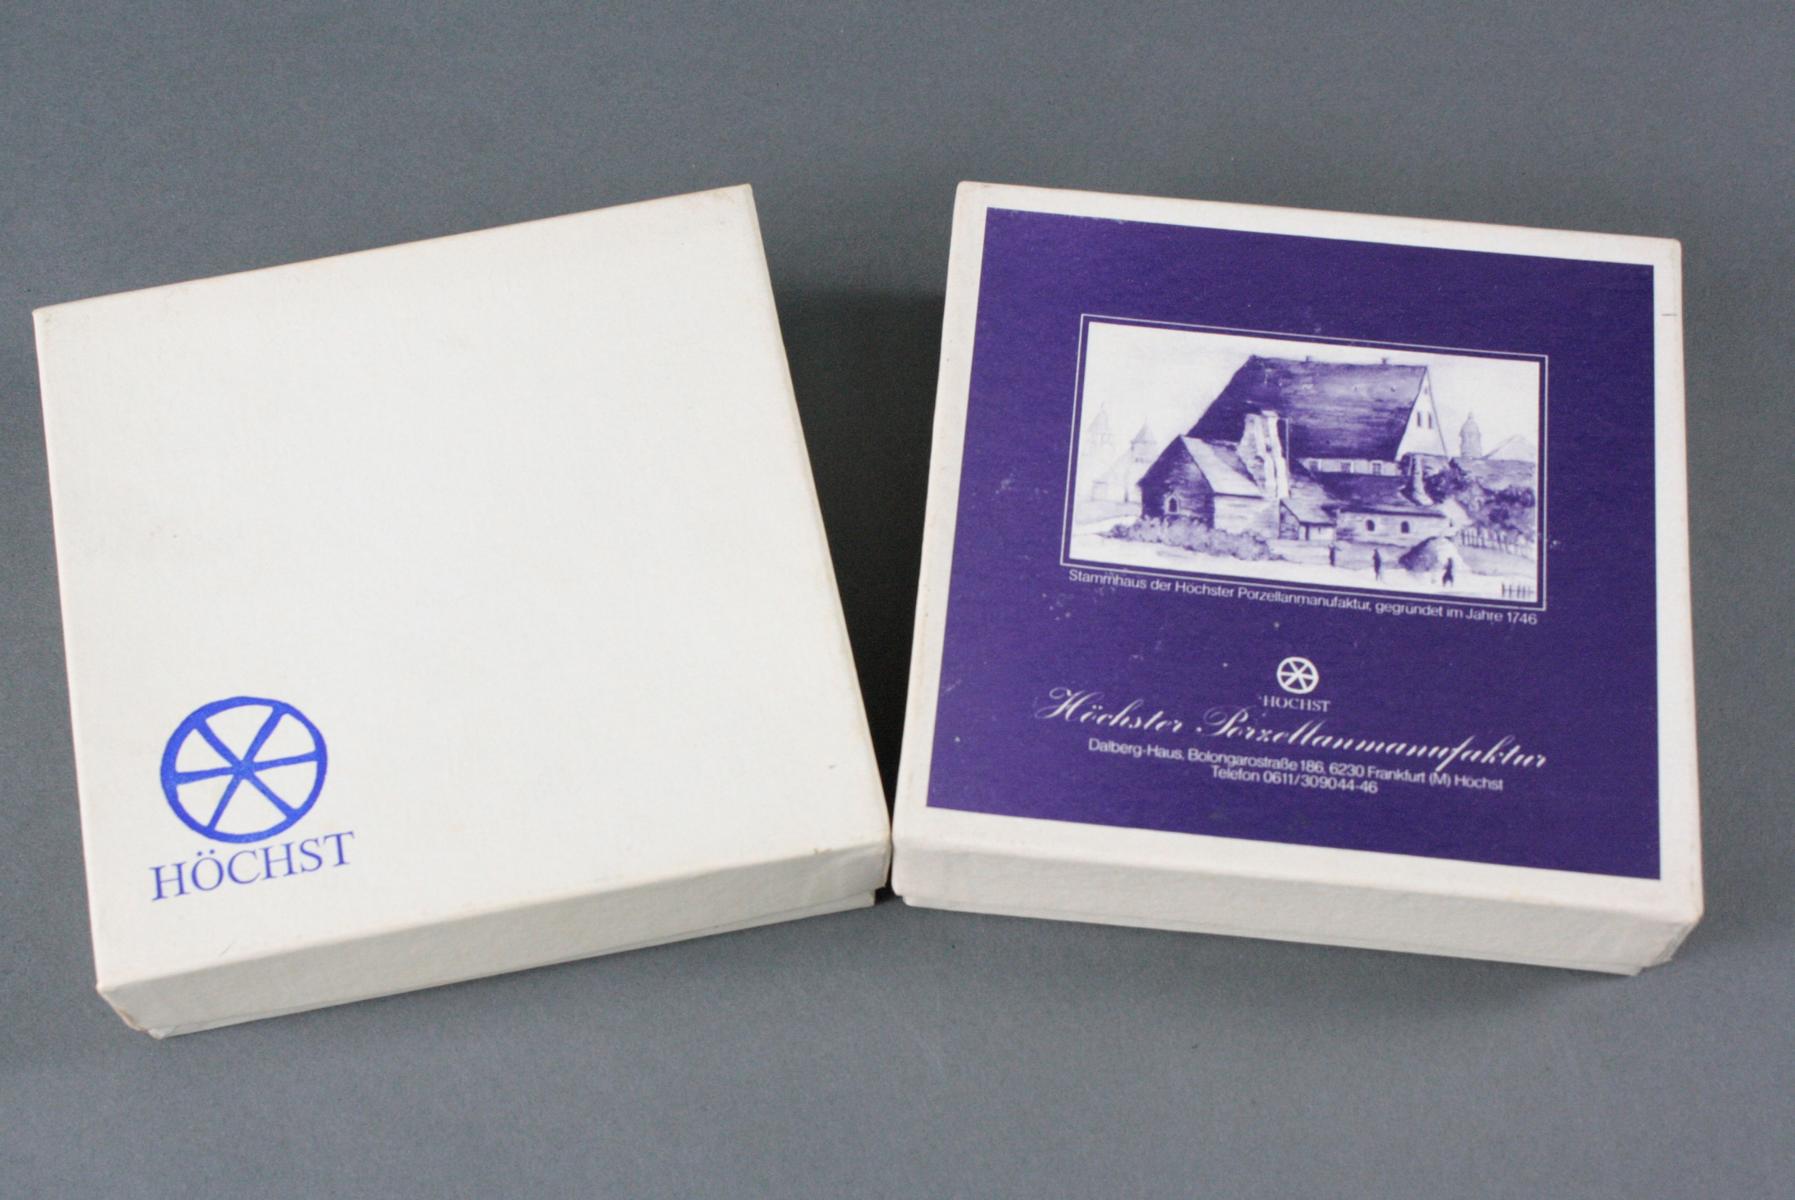 HÖCHST
Stammhaus der Höchster Porzellanmanufaktur, gegründet im Jahre 1746
HÖCHST
Höchster Porzellanmanufaktur
Dalberg-Haus, Bolongarostraße 186, 6230 Frankfurt (M) Höchst
Telefon 0611/309044-46